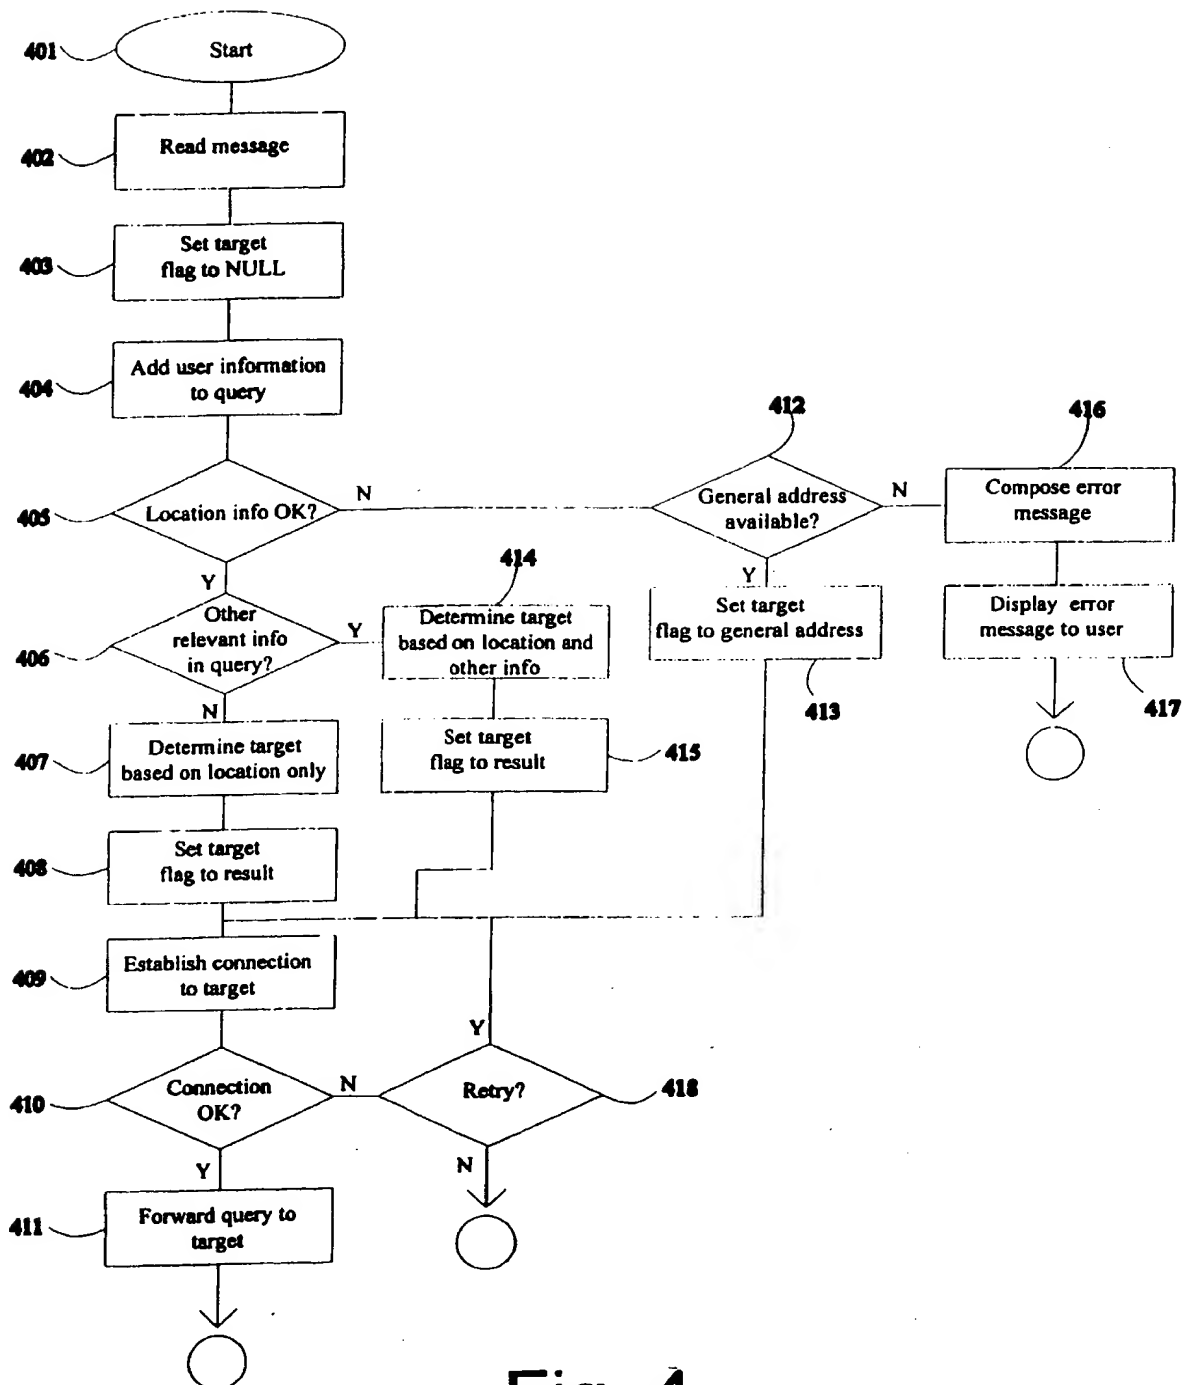 401
Start
402
Read message
403
Set target
flag to NULL
404
Add user information
to query
405
Location info OK?
N
Y
412
General address
available?
N
Y
416
Compose error
message
406
Other
relevant info
in query?
Y
N
414
Determine target
based on location and
other info
Set target
flag to general address
413
Display error
message to user
417
407
Determine target
based on location only
Set target
flag to result
415
408
Set target
flag to result
409
Establish connection
to target
410
Connection
OK?
N
Y
Y
Retry?
418
N
411
Forward query to
target
Fig. 4